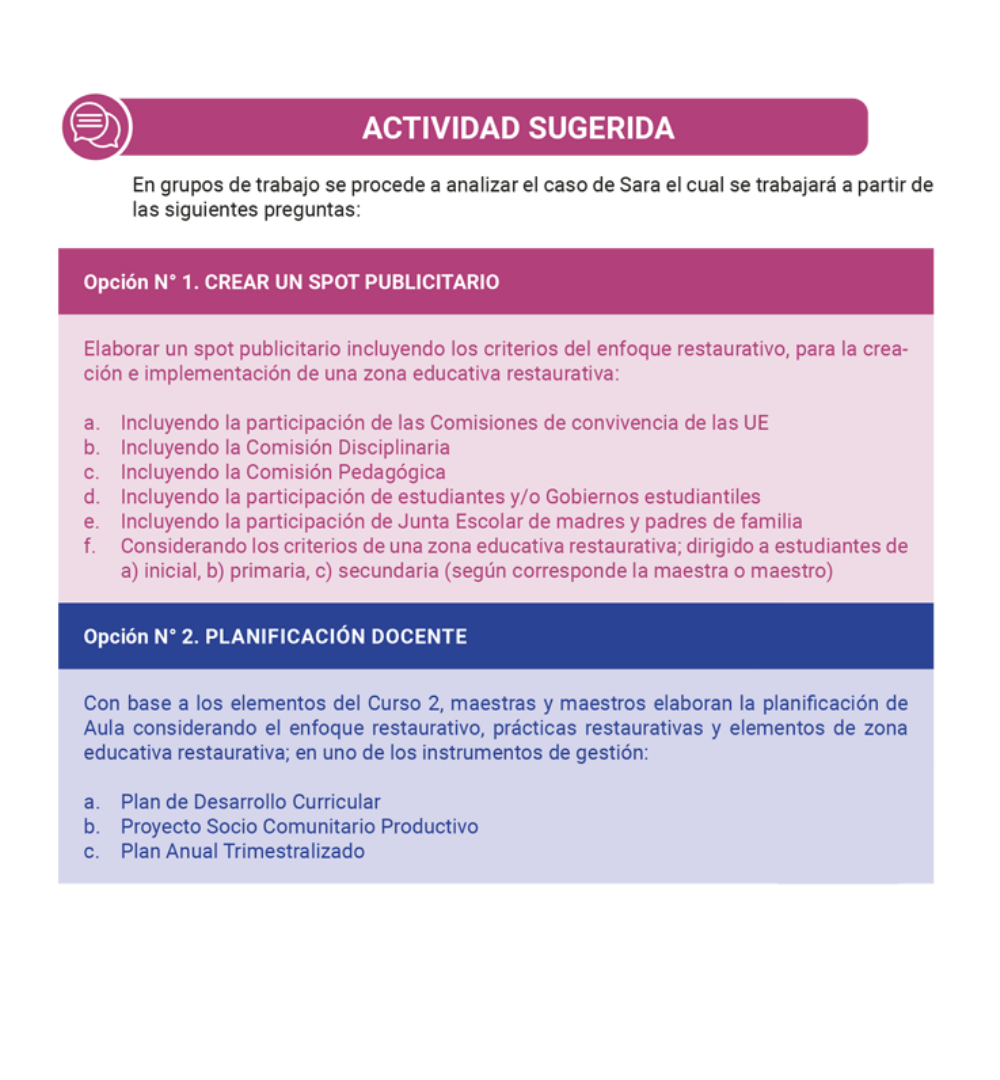 ACTIVIDAD SUGERIDA
En grupos de trabajo se procede a analizar el caso de Sara el cual se trabajará a partir de
las siguientes preguntas:
Opción N° 1. CREAR UN SPOT PUBLICITARIO
Elaborar un spot publicitario incluyendo los criterios del enfoque restaurativo, para la crea-
ción e implementación de una zona educativa restaurativa:
a. Incluyendo la participación de las Comisiones de convivencia de las UE
b. Incluyendo la Comisión Disciplinaria
c. Incluyendo la Comisión Pedagógica
d. Incluyendo la participación de estudiantes y/o Gobiernos estudiantiles
e. Incluyendo la participación de Junta Escolar de madres y padres de familia
f. Considerando los criterios de una zona educativa restaurativa; dirigido a estudiantes de
a) inicial, b) primaria, c) secundaria (según corresponde la maestra o maestro)
Opción N° 2. PLANIFICACIÓN DOCENTE
Con base a los elementos del Curso 2, maestras y maestros elaboran la planificación de
Aula considerando el enfoque restaurativo, prácticas restaurativas y elementos de zona
educativa restaurativa; en uno de los instrumentos de gestión:
a. Plan de Desarrollo Curricular
b. Proyecto Socio Comunitario Productivo
c. Plan Anual Trimestralizado